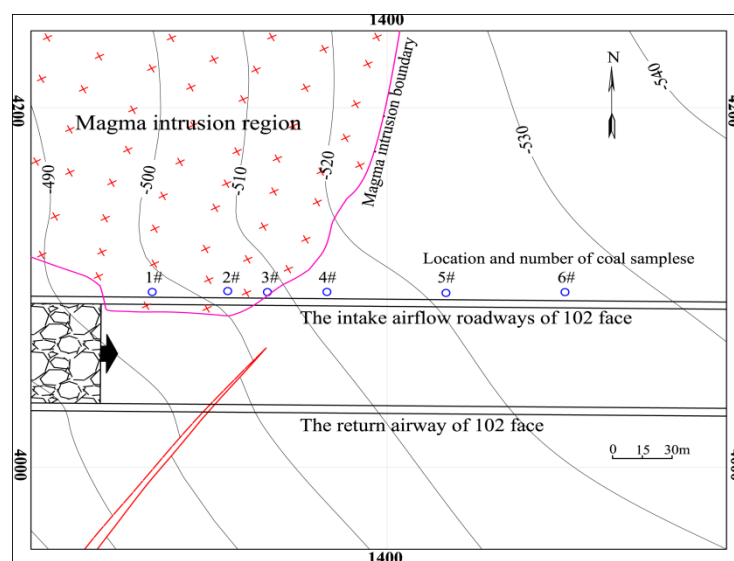 1400
4200
4200
N
Magma intrusion region
Magma intrusion boundary
-490
-500
-510
-520
-530
-540
Location and number of coal samplese
1#
2#
3#
4#
5#
6#
The intake airflow roadways of 102 face
The return airway of 102 face
0 15 30m
4000
4000
1400